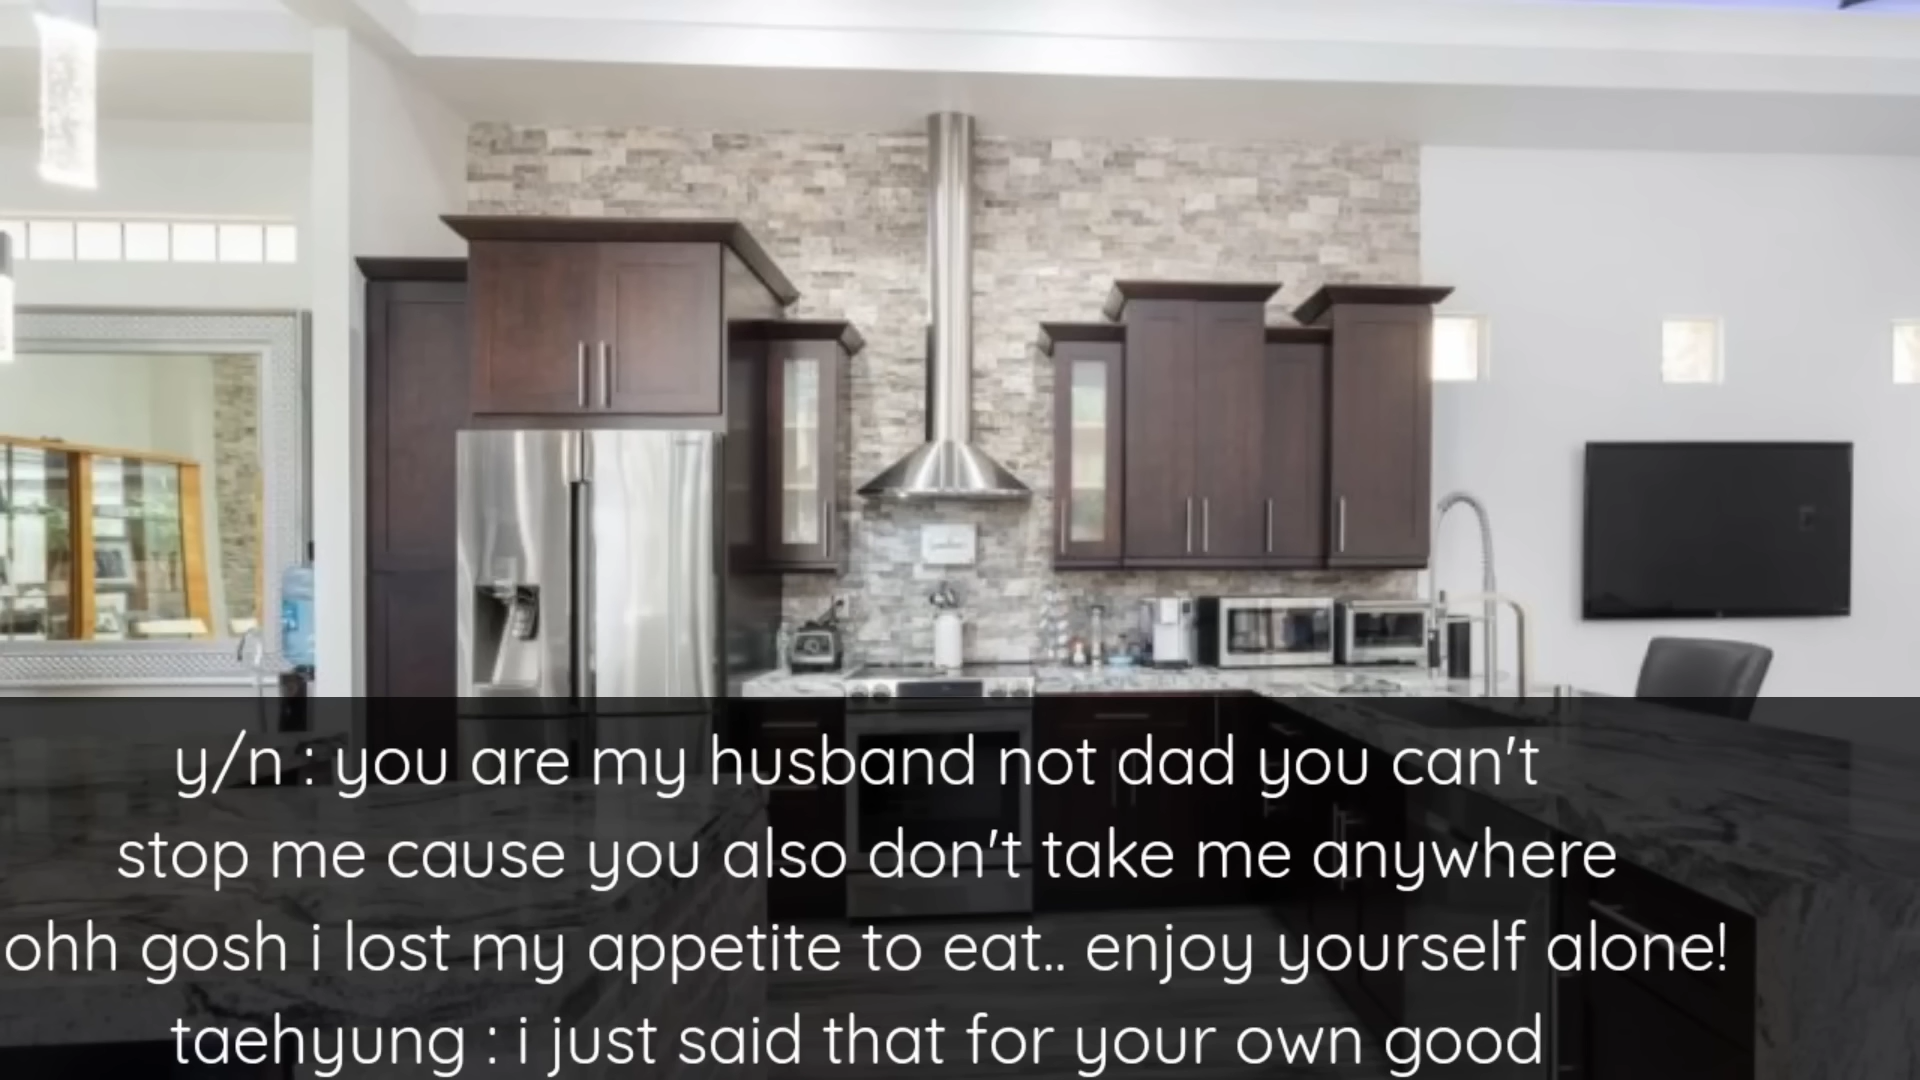 y/n : you are my husband not dad you can't
stop me cause you also don't take me anywhere
ohh gosh i lost my appetite to eat.. enjoy yourself alone!
taehyung : i just said that for your own good